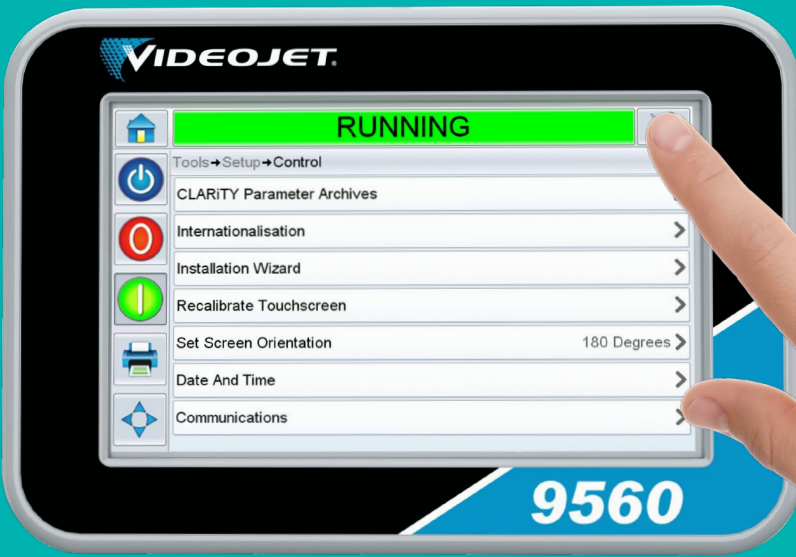 VIDEOJET.
RUNNING
Tools→Setup→Control
CLARiTY Parameter Archives
Internationalisation
Installation Wizard
Recalibrate Touchscreen
Set Screen Orientation 180 Degrees
Date And Time
Communications
9560